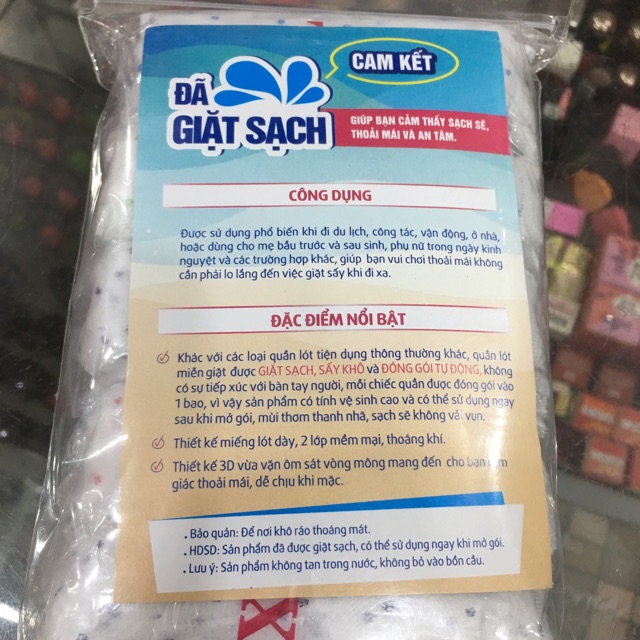 CAM KẾT
ĐÃ
GIẶT SẠCH
GIÚP BẠN CẢM THẤY SẠCH SẼ,
THOẢI MÁI VÀ AN TÂM.
CÔNG DỤNG
Được sử dụng phổ biến khi đi du lịch, công tác, vận động, ở nhà,
hoặc dùng cho mẹ bầu trước và sau sinh, phụ nữ trong ngày kinh
nguyệt và các trường hợp khác, giúp bạn vui chơi thoải mái không
cần phải lo lắng đến việc giặt sấy khi đi xa.
ĐẶC ĐIỂM NỔI BẬT
Khác với các loại quần lót tiện dụng thông thường khác, quần lót
miễn giặt được GIẶT SẠCH, SẤY KHÔ và ĐÓNG GÓI TỰ ĐỘNG, không
có sự tiếp xúc với bàn tay người, mỗi chiếc quần được đóng gói vào
1 bao, vì vậy sản phẩm có tính vệ sinh cao và có thể sử dụng ngay
sau khi mở gói, mùi thơm thanh nhã, sạch sẽ không vải vụn.
Thiết kế miếng lót dày, 2 lớp mềm mại, thoáng khí.
Thiết kế 3D vừa vặn ôm sát vòng mông mang đến cho bạn
giác thoải mái, dễ chịu khi mặc.
. Bảo quản: Để nơi khô ráo thoáng mát.
. HDSD: Sản phẩm đã được giặt sạch, có thể sử dụng ngay khi mở gói.
. Lưu ý: Sản phẩm không tan trong nước, không bỏ vào bồn cầu.
X